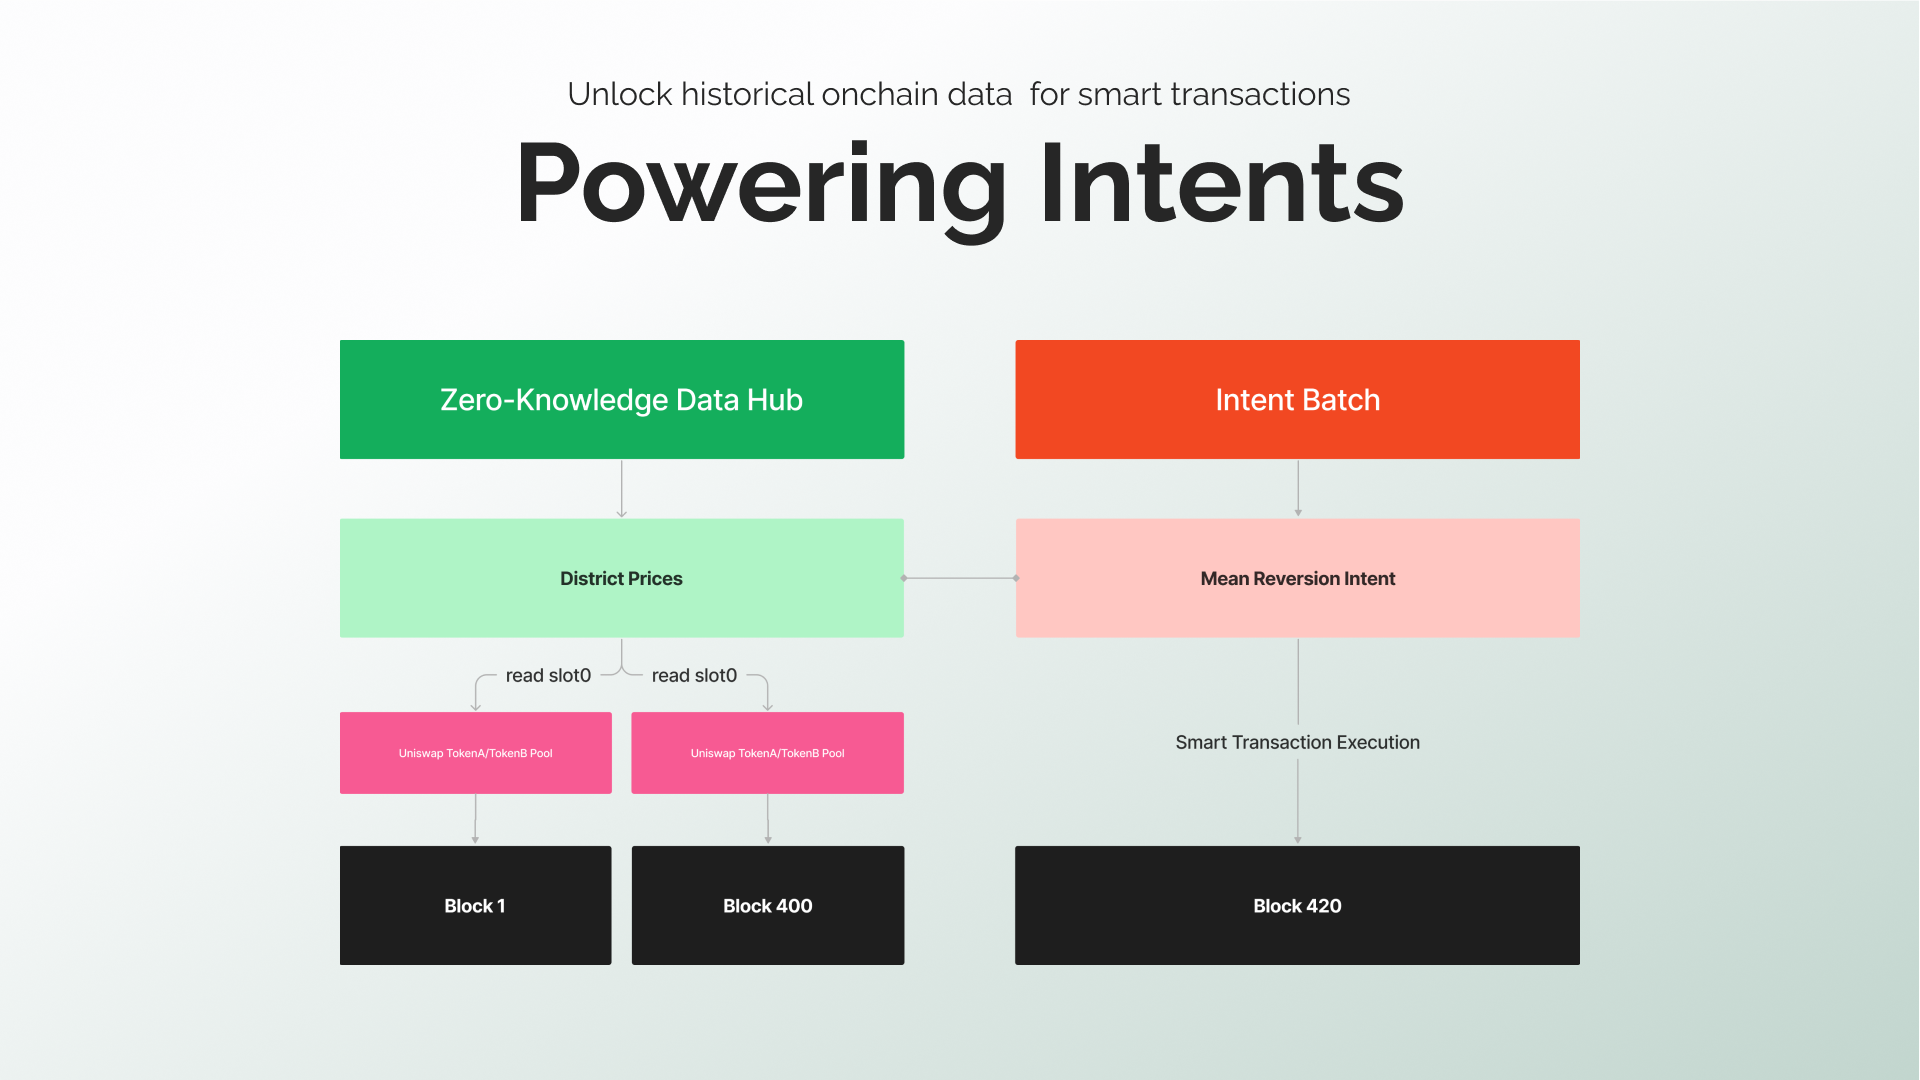 Unlock historical onchain data  for smart transactions
Powering Intents
Zero-Knowledge Data Hub
Intent Batch
District Prices
Mean Reversion Intent
read slot0
read slot0
Uniswap TokenA/TokenB Pool
Uniswap TokenA/TokenB Pool
Smart Transaction Execution
Block 1
Block 400
Block 420